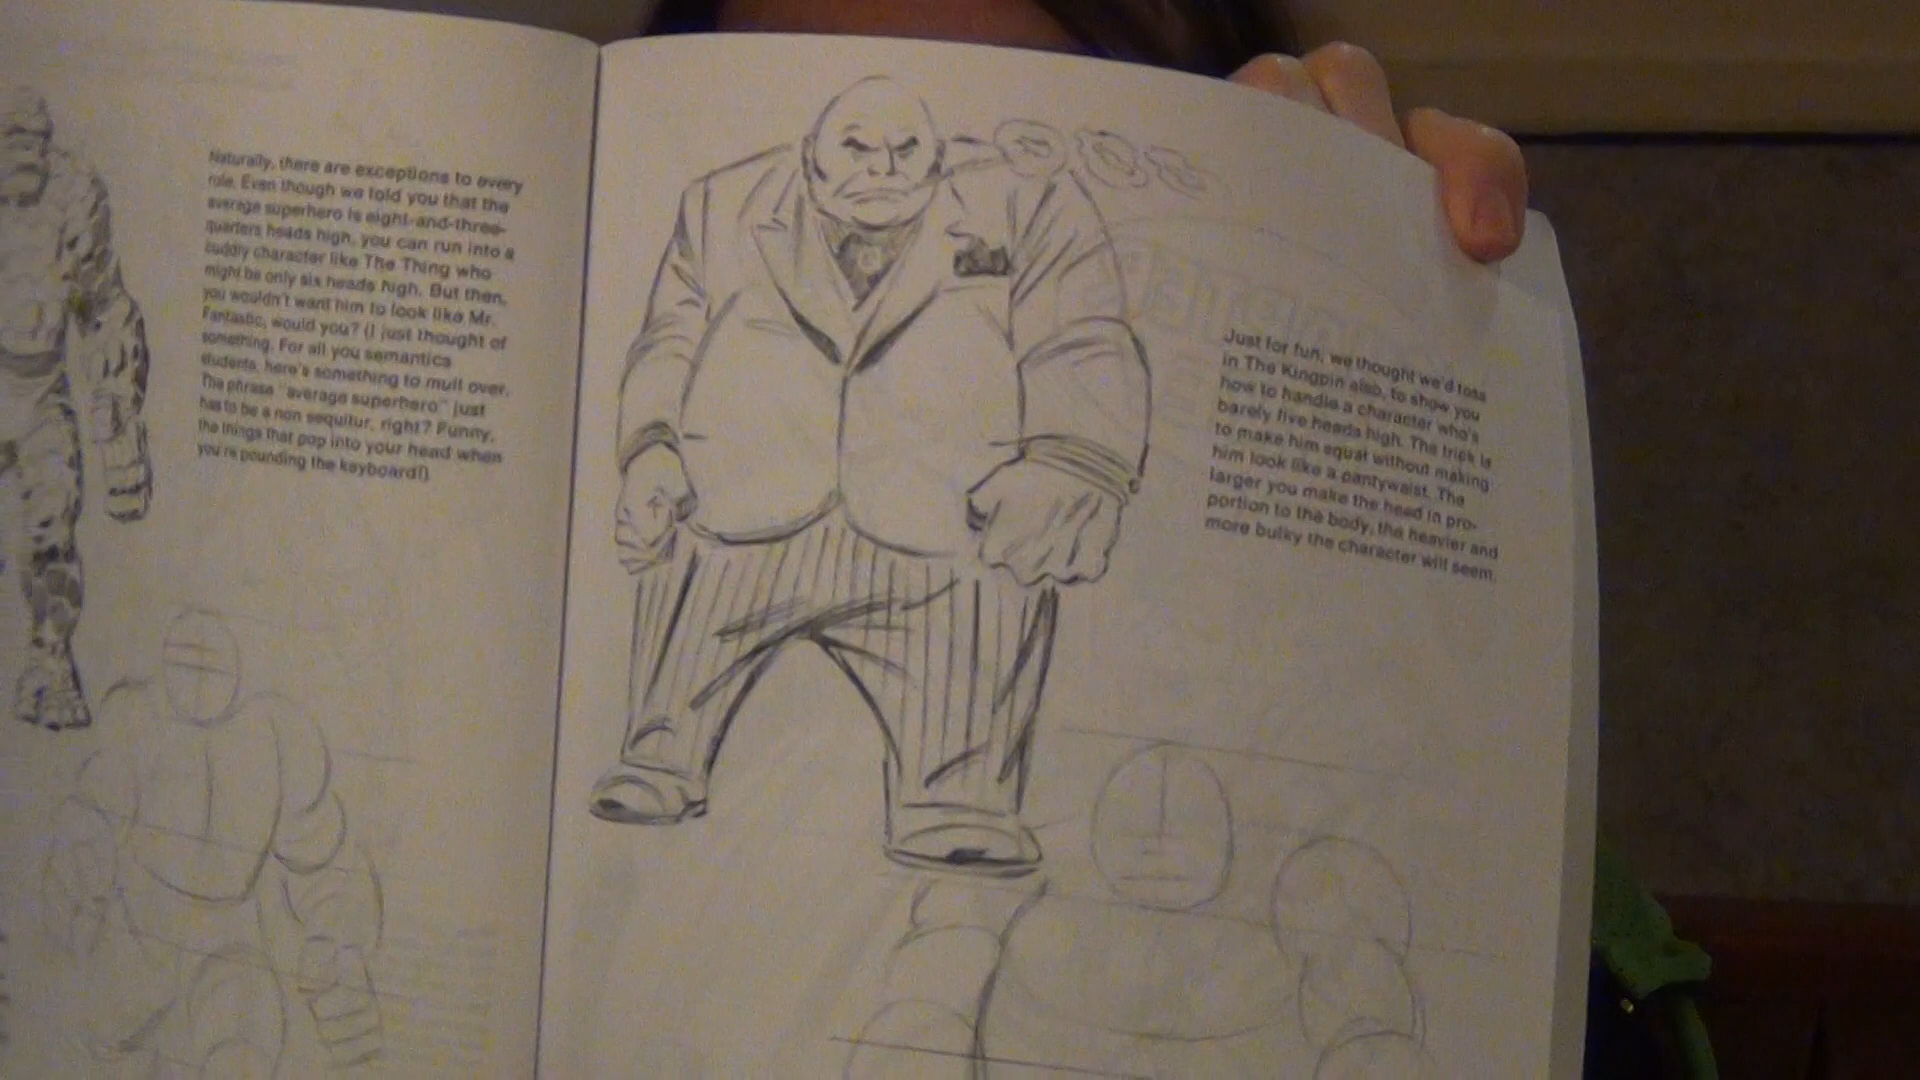 Naturally, there are exceptions to every
rule. Even though we told you that the
average superhero is eight-and-three-
quarters heads high, you can run into a
cuddly character like The Thing who
might be only six heads high. But then,
you wouldn't want him to look like Mr.
Fantastic, would you? (I just thought of
something. For all you semantics
students, here's something to mull over.
The phrase "average superhero" just
has to be a non sequitur, right? Funny,
the things that pop into your head when
you're pounding the keyboard!)
Just for fun, we thought we'd toss
in The Kingpin also, to show you
how to handle a character who's
barely five heads high. The trick is
to make him squat without making
him look like a pantywaist. The
larger you make the head in pro-
portion to the body, the heavier and
more bulky the character will seem.